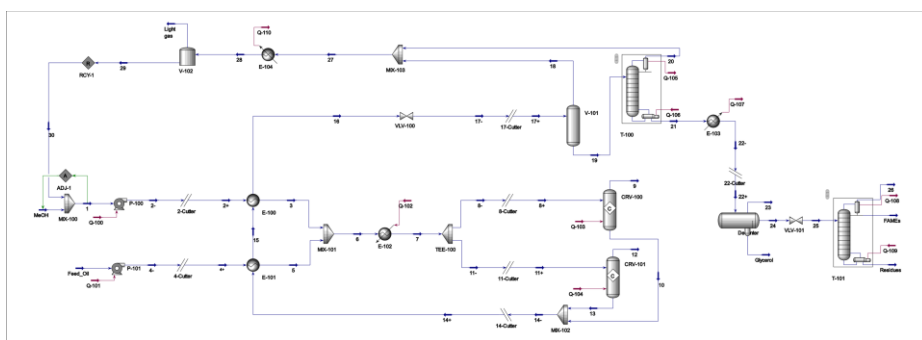 Light
gas
Q-110
20
29
28
27
18
RCY-1
V-102
E-104
MIX-103
Q-105
16
17-
17+
V-101
Q-106
Q-107
VLV-100
17-Cutter
T-100
21
E-103
30
19
22-
ADJ-1
9
22-Cutter
MeOH
MIX-100
1
P-100
2-
2+
3
Q-102
8-
8+
CRV-100
22+
23
26
Q-100
2-Cutter
E-100
8-Cutter
Q-103
24
25
FAMEs
15
6
7
12
VLV-101
MIX-101
E-102
TEE-100
Glycerol
Q-109
Feed_Oil
P-101
4-
5
11-
11+
CRV-101
10
T-101
Residues
Q-101
4-Cutter
E-101
11-Cutter
Q-104
13
14+
14-
14-Cutter
MIX-102